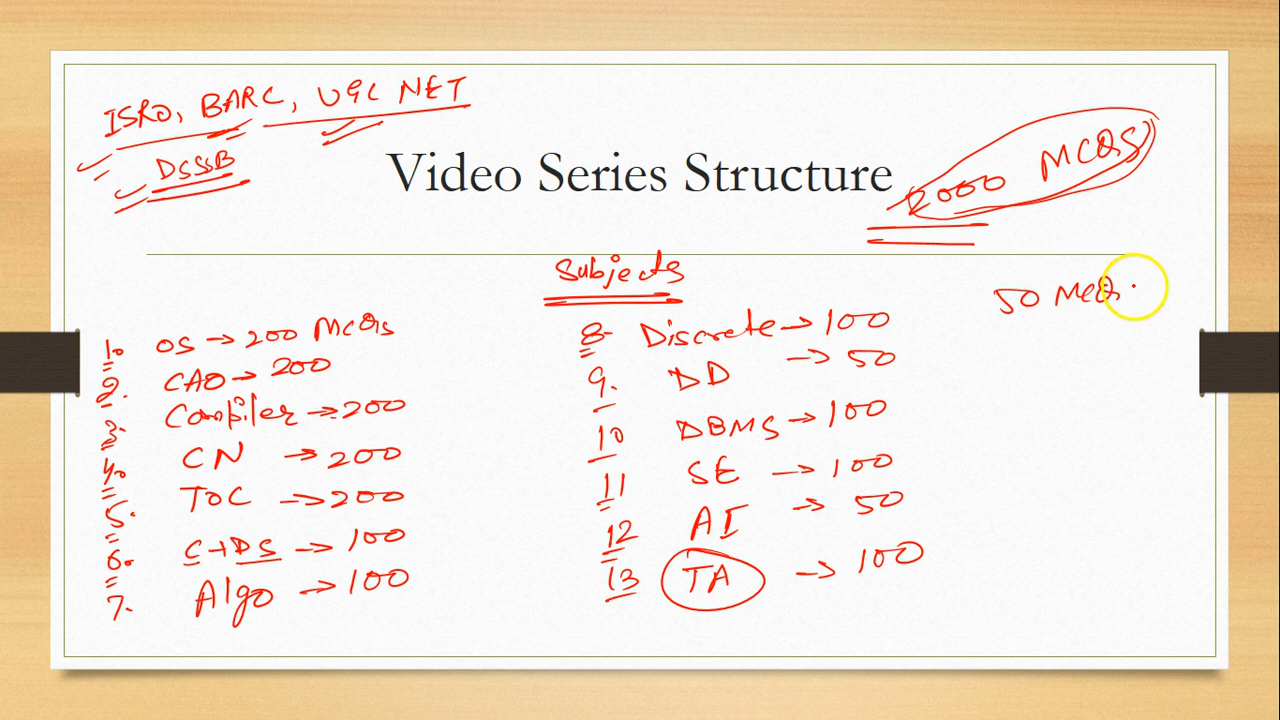 ISRO, BARC, UGC NET
DSSSB
Video Series Structure
2000 MCQS
Subjects
50 MCQ
1. OS → 200 MCQs
2. CAO → 200
3. Compiler → 200
4. CN → 200
5. TOC → 200
6. C+DS → 100
7. Algo → 100
8. Discrete → 100
9. DD → 50
10 DBMS → 100
11 SE → 100
12 AI → 50
13 TA → 100